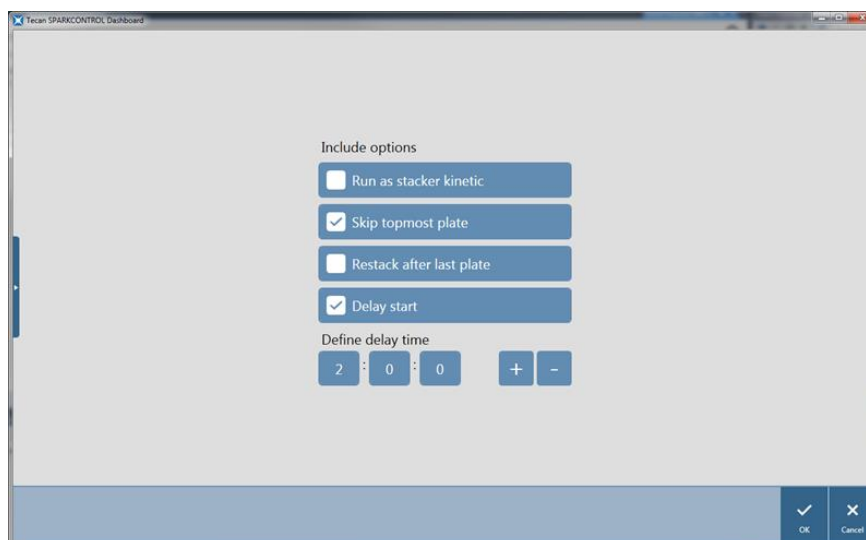 Tecan SPARKCONTROL Dashboard
Include options
Run as stacker kinetic
Skip topmost plate
Restack after last plate
Delay start
Define delay time
2 : 0 : 0 + -
OK Cancel